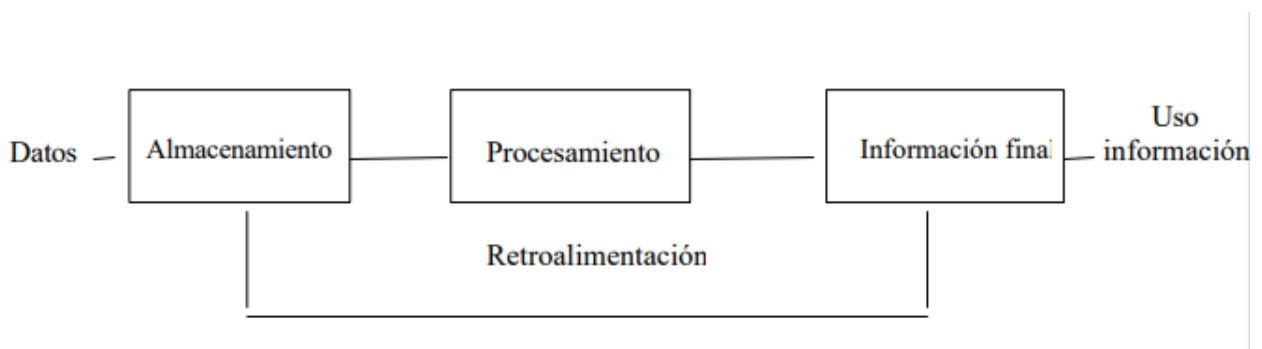 Datos
Almacenamiento
Procesamiento
Información final
Uso
información
Retroalimentación